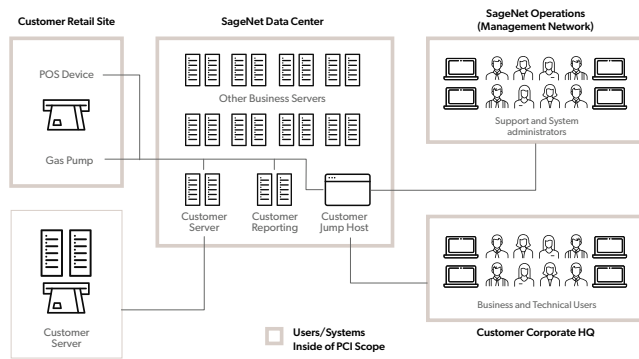 Customer Retail Site
POS Device
Gas Pump
SageNet Data Center
Other Business Servers
Customer
Server
Customer
Reporting
Customer
Jump Host
SageNet Operations
(Management Network)
Support and System
administrators
Business and Technical Users
Customer Corporate HQ
Customer
Server
Users/Systems
Inside of PCI Scope